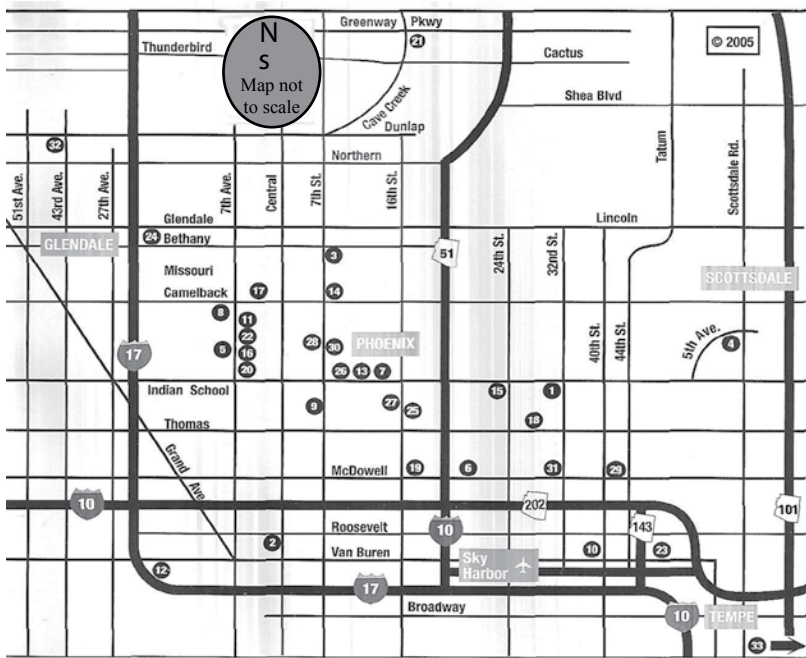 Greenway Pkwy
21
Thunderbird
N
S
Map not
to scale
Cactus
© 2005
Cave Creek
Shea Blvd
Dunlap
32
Northern
51st Ave.
43rd Ave.
27th Ave.
7th Ave.
Central
7th St.
16th St.
Tatum
Scottsdale Rd.
Glendale
Lincoln
GLENDALE
24
Bethany
3
51
24th St.
32nd St.
40th St.
44th St.
Missouri
SCOTTSDALE
Camelback
17
14
8
11
22
5
16
20
28
30
PHOENIX
17
26
13
7
5th Ave.
4
Indian School
15
1
9
27
25
18
Thomas
Grand Ave
McDowell
19
6
31
29
10
202
Roosevelt
10
143
101
2
Van Buren
Sky
Harbor
10
23
12
17
Broadway
10
TEMPE
33